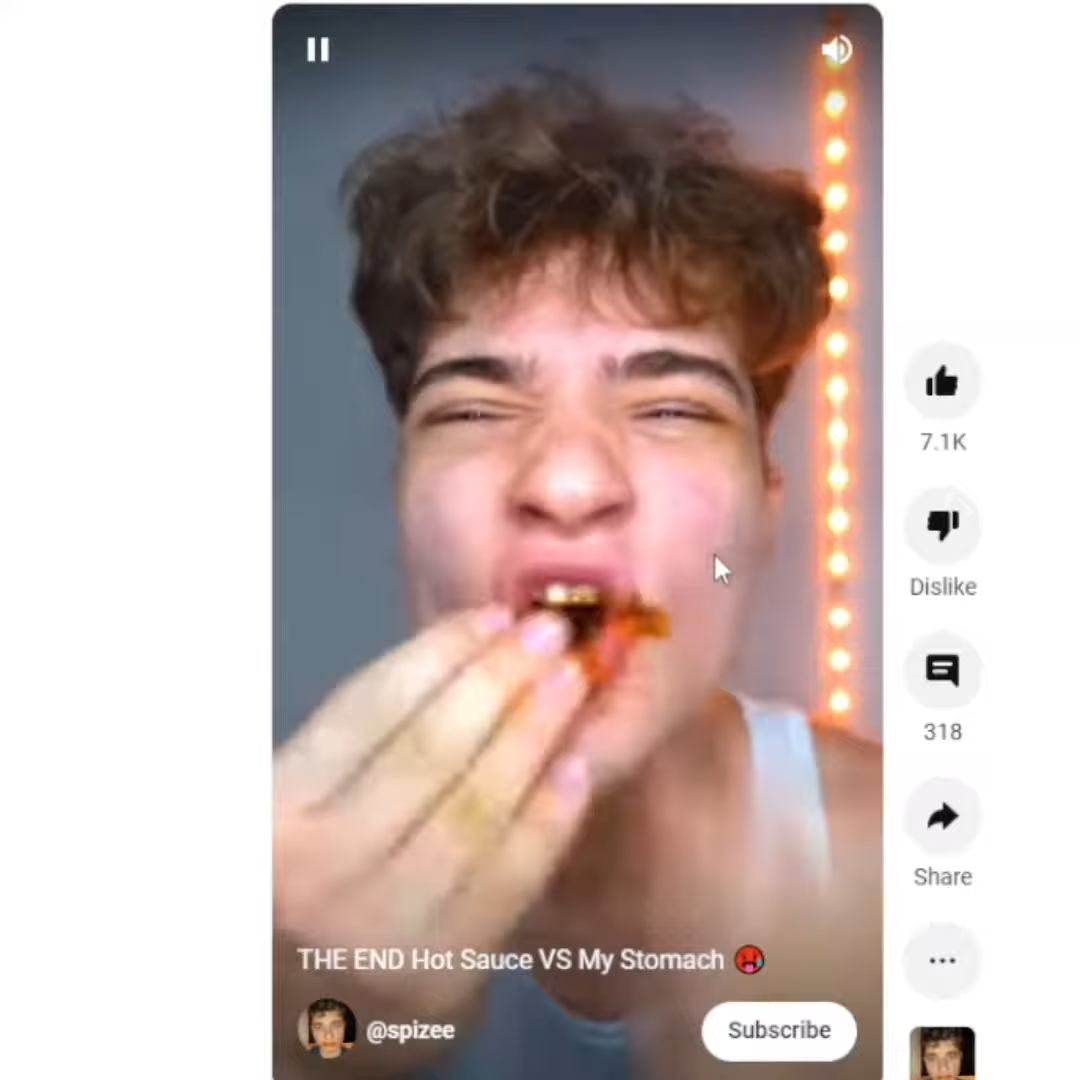 7.1K
Dislike
318
Share
THE END Hot Sauce VS My Stomach 🥵
@spizee
Subscribe